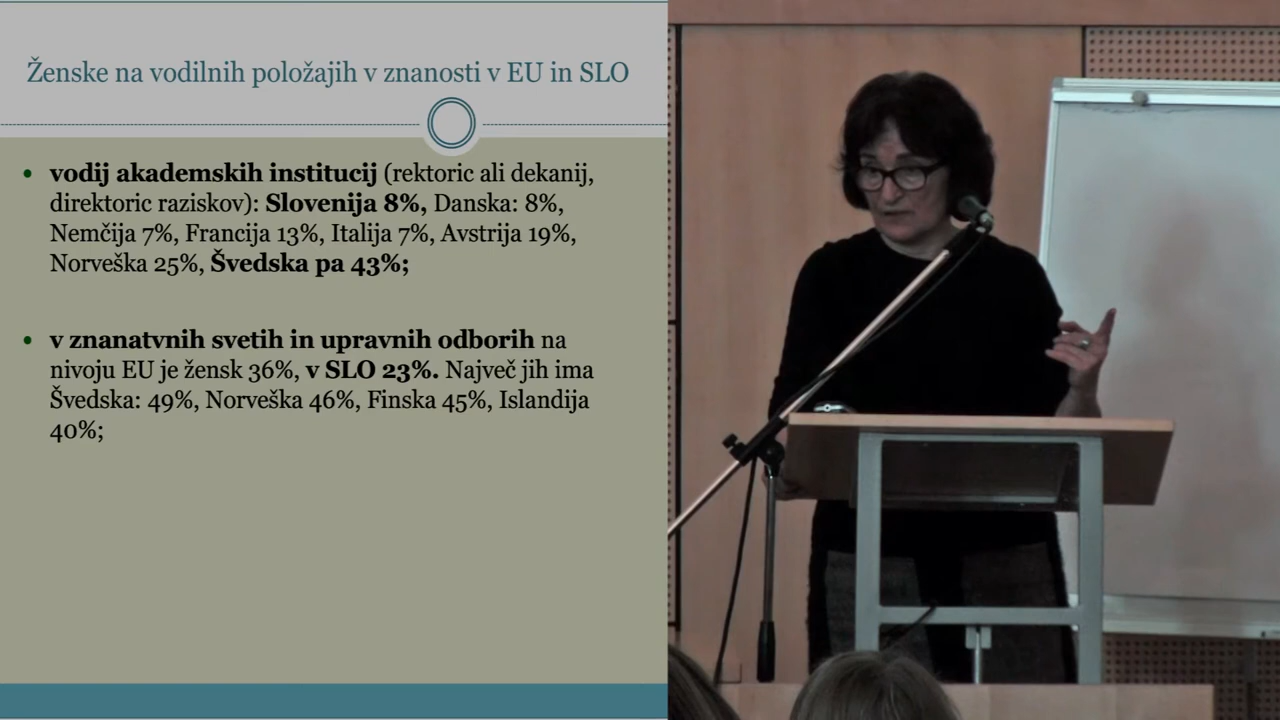 Ženske na vodilnih položajih v znanosti v EU in SLO
• vodij akademskih institucij (rektoric ali dekanij,
direktoric raziskov): Slovenija 8%, Danska: 8%,
Nemčija 7%, Francija 13%, Italija 7%, Avstrija 19%,
Norveška 25%, Švedska pa 43%;
• v znanatvnih svetih in upravnih odborih na
nivoju EU je žensk 36%, v SLO 23%. Največ jih ima
Švedska: 49%, Norveška 46%, Finska 45%, Islandija
40%;